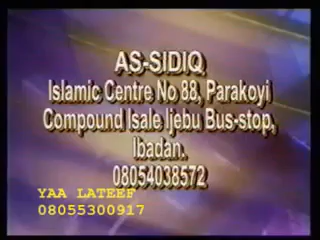 AS-SIDIQ
Islamic Centre No 88, Parakoyi
Compound Isale Ijebu Bus-stop,
Ibadan.
08054038572
YAA LATEEF
08055300917